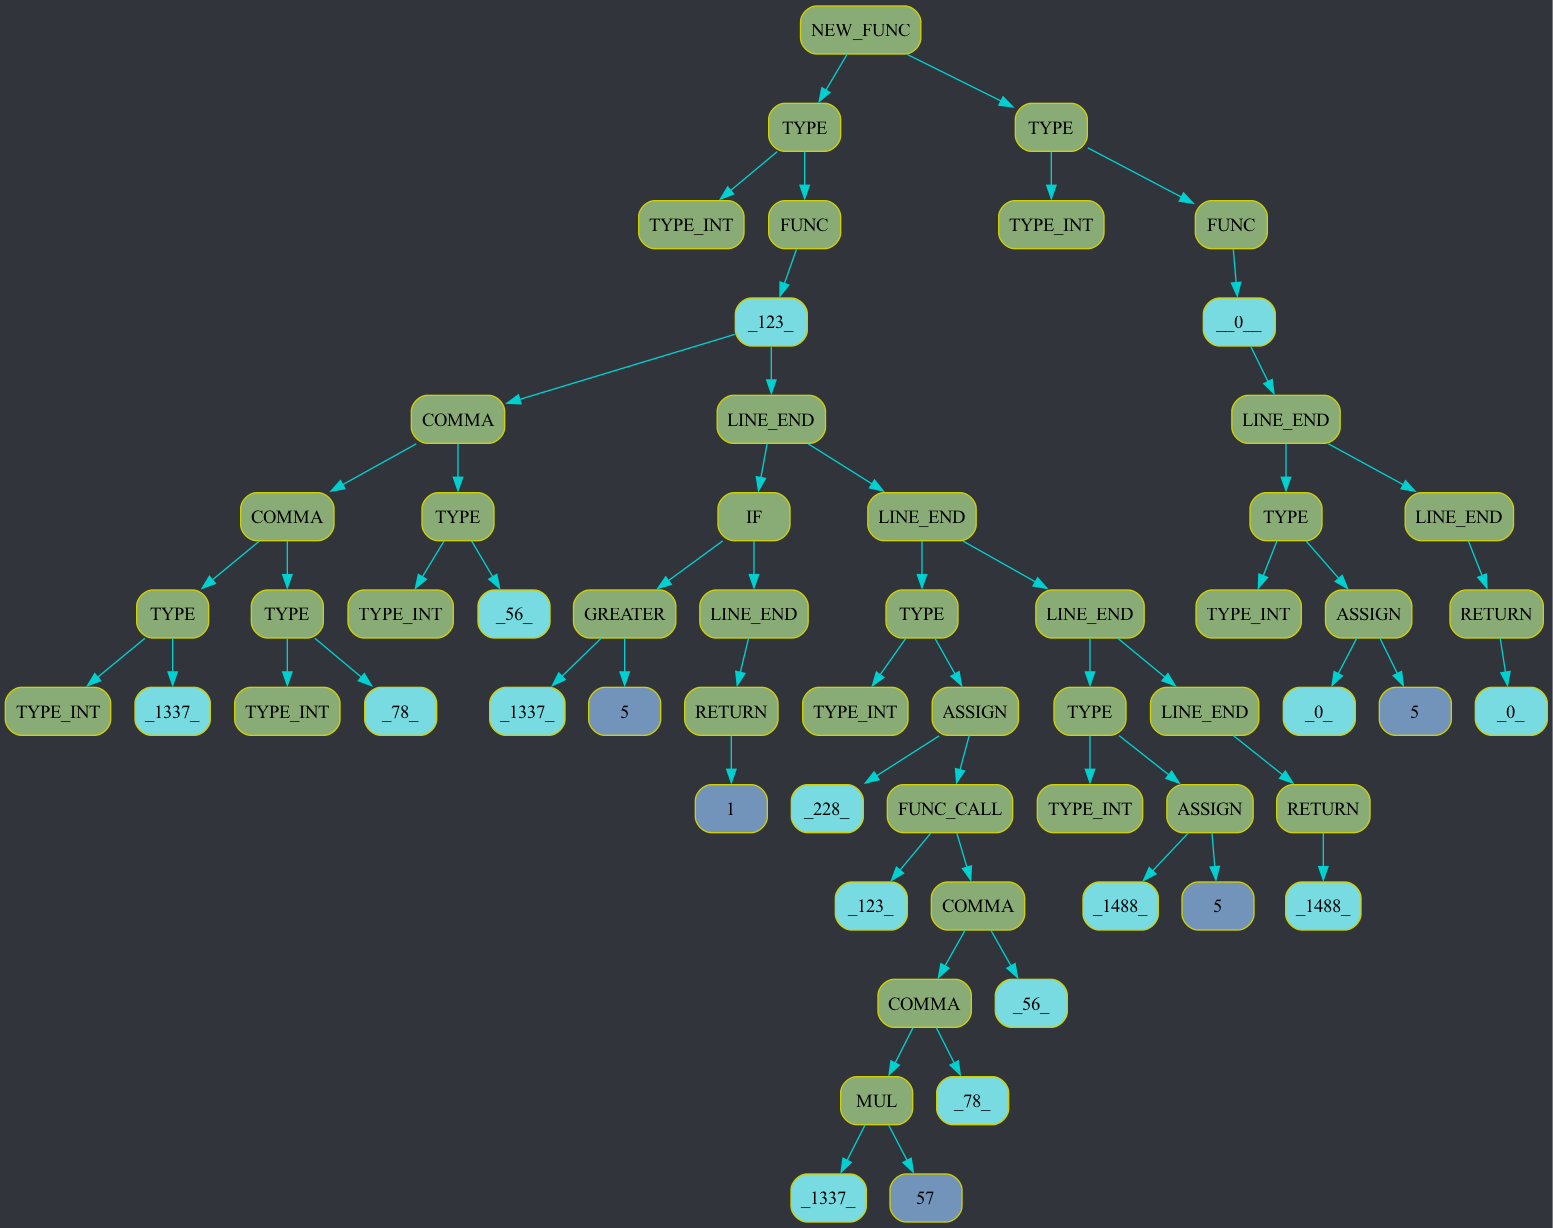 NEW_FUNC
TYPE TYPE
TYPE_INT FUNC TYPE_INT FUNC
_123_ __0__
COMMA LINE_END LINE_END
COMMA TYPE IF LINE_END TYPE LINE_END
TYPE TYPE TYPE_INT _56_ GREATER LINE_END TYPE LINE_END TYPE_INT ASSIGN RETURN
TYPE_INT _1337_ TYPE_INT _78_ _1337_ 5 RETURN TYPE_INT ASSIGN TYPE LINE_END _0_ 5 _0_
1 _228_ FUNC_CALL TYPE_INT ASSIGN RETURN
_123_ COMMA _1488_ 5 _1488_
COMMA _56_
MUL _78_
_1337_ 57